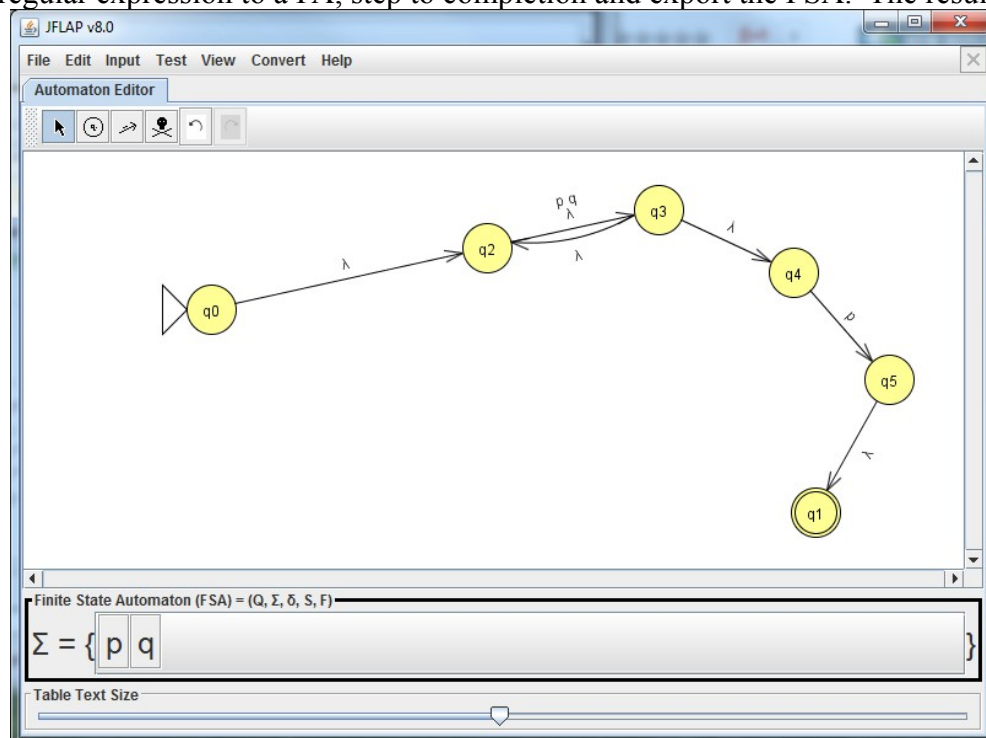 regular expression to a FA, step to completion and export the FSA. The resul
JFLAP v8.0
File Edit Input Test View Convert Help
Automaton Editor
q
p q
λ
q3
λ
λ
q2
λ
q4
λ
q0
p
q5
λ
q1
Finite State Automaton (FSA) = (Q, Σ, δ, S, F)
Σ = { p q }
Table Text Size